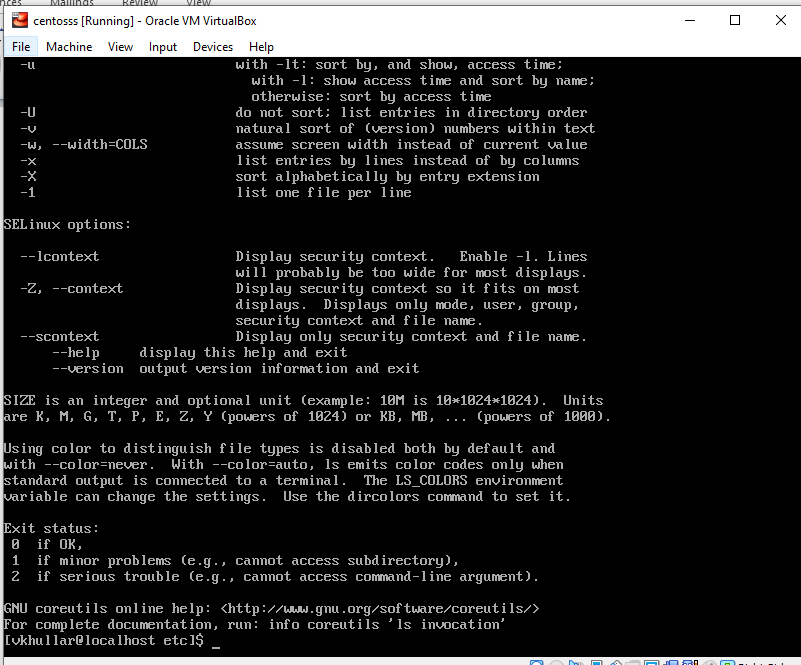 nces Mailings Review View
centosss [Running] - Oracle VM VirtualBox
File Machine View Input Devices Help
-u with -lt: sort by, and show, access time;
with -l: show access time and sort by name;
otherwise: sort by access time
-U do not sort; list entries in directory order
-v natural sort of (version) numbers within text
-w, --width=COLS assume screen width instead of current value
-x list entries by lines instead of by columns
-X sort alphabetically by entry extension
-1 list one file per line
SELinux options:
--lcontext Display security context. Enable -l. Lines
will probably be too wide for most displays.
-Z, --context Display security context so it fits on most
displays. Displays only mode, user, group,
security context and file name.
--scontext Display only security context and file name.
--help display this help and exit
--version output version information and exit
SIZE is an integer and optional unit (example: 10M is 10*1024*1024). Units
are K, M, G, T, P, E, Z, Y (powers of 1024) or KB, MB, ... (powers of 1000).
Using color to distinguish file types is disabled both by default and
with --color=never. With --color=auto, ls emits color codes only when
standard output is connected to a terminal. The LS_COLORS environment
variable can change the settings. Use the dircolors command to set it.
Exit status:
0 if OK,
1 if minor problems (e.g., cannot access subdirectory),
2 if serious trouble (e.g., cannot access command-line argument).
GNU coreutils online help: <http://www.gnu.org/software/coreutils/>
For complete documentation, run: info coreutils 'ls invocation'
[vkhullar@localhost etc]$ _